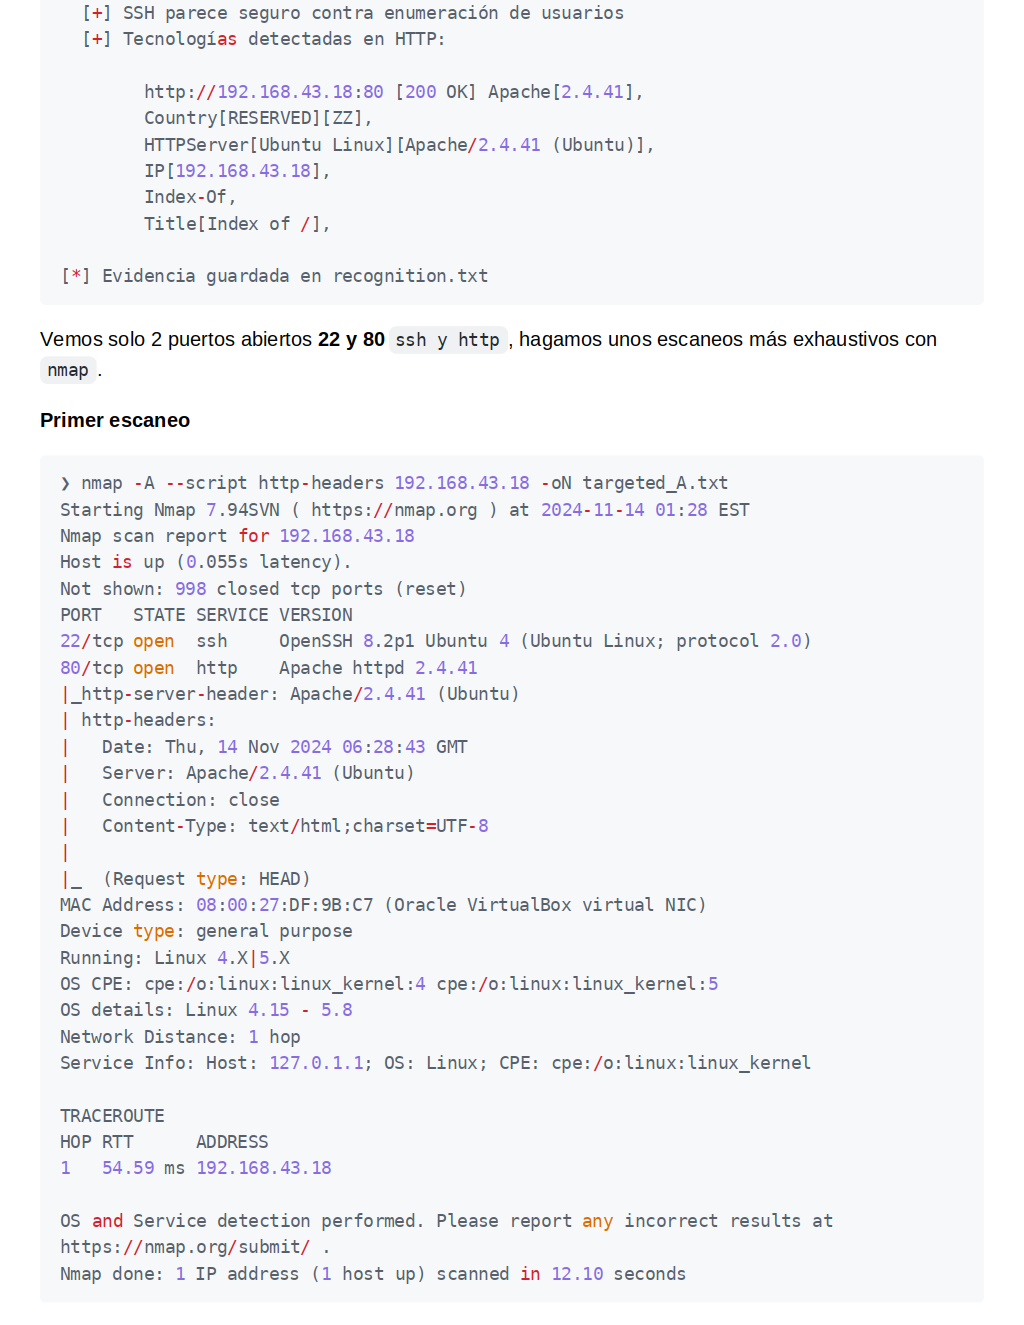 [+] SSH parece seguro contra enumeración de usuarios
[+] Tecnologías detectadas en HTTP:
http://192.168.43.18:80 [200 OK] Apache[2.4.41],
Country[RESERVED][ZZ],
HTTPServer[Ubuntu Linux][Apache/2.4.41 (Ubuntu)],
IP[192.168.43.18],
Index-Of,
Title[Index of /],
[*] Evidencia guardada en recognition.txt
Vemos solo 2 puertos abiertos 22 y 80 ssh y http , hagamos unos escaneos más exhaustivos con
nmap .
Primer escaneo
❯ nmap -A --script http-headers 192.168.43.18 -oN targeted_A.txt
Starting Nmap 7.94SVN ( https://nmap.org ) at 2024-11-14 01:28 EST
Nmap scan report for 192.168.43.18
Host is up (0.055s latency).
Not shown: 998 closed tcp ports (reset)
PORT   STATE SERVICE VERSION
22/tcp open  ssh     OpenSSH 8.2p1 Ubuntu 4 (Ubuntu Linux; protocol 2.0)
80/tcp open  http    Apache httpd 2.4.41
|_http-server-header: Apache/2.4.41 (Ubuntu)
| http-headers:
|   Date: Thu, 14 Nov 2024 06:28:43 GMT
|   Server: Apache/2.4.41 (Ubuntu)
|   Connection: close
|   Content-Type: text/html;charset=UTF-8
|
|_  (Request type: HEAD)
MAC Address: 08:00:27:DF:9B:C7 (Oracle VirtualBox virtual NIC)
Device type: general purpose
Running: Linux 4.X|5.X
OS CPE: cpe:/o:linux:linux_kernel:4 cpe:/o:linux:linux_kernel:5
OS details: Linux 4.15 - 5.8
Network Distance: 1 hop
Service Info: Host: 127.0.1.1; OS: Linux; CPE: cpe:/o:linux:linux_kernel
TRACEROUTE
HOP RTT      ADDRESS
1   54.59 ms 192.168.43.18
OS and Service detection performed. Please report any incorrect results at
https://nmap.org/submit/ .
Nmap done: 1 IP address (1 host up) scanned in 12.10 seconds